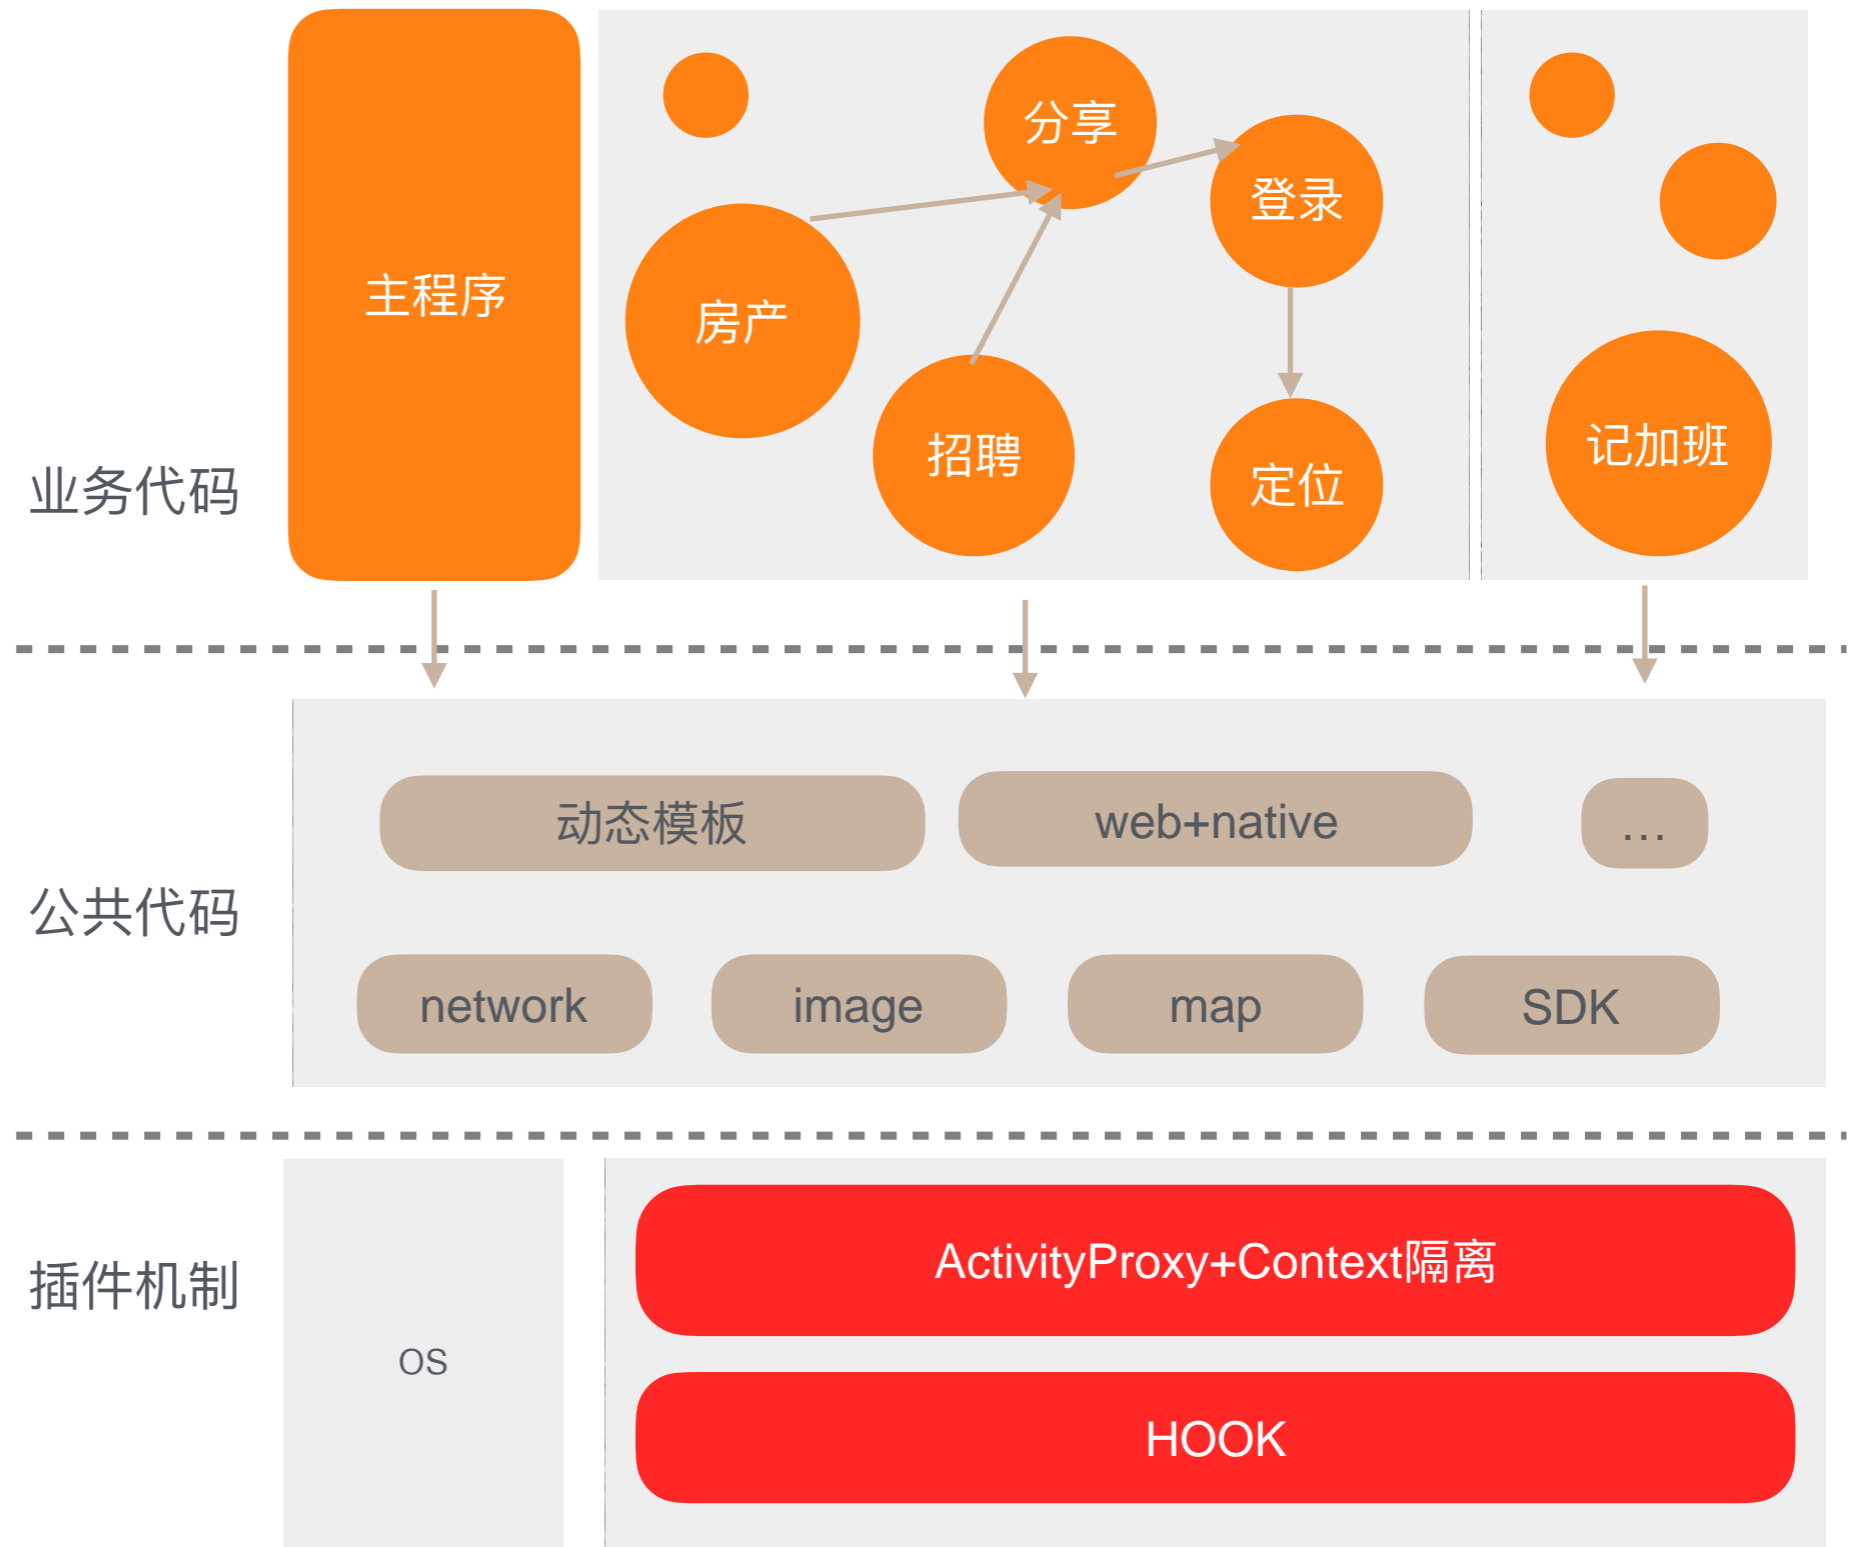 业务代码
主程序
分享
登录
房产
招聘
定位
记加班
公共代码
动态模板
web+native
...
network
image
map
SDK
插件机制
OS
ActivityProxy+Context隔离
HOOK